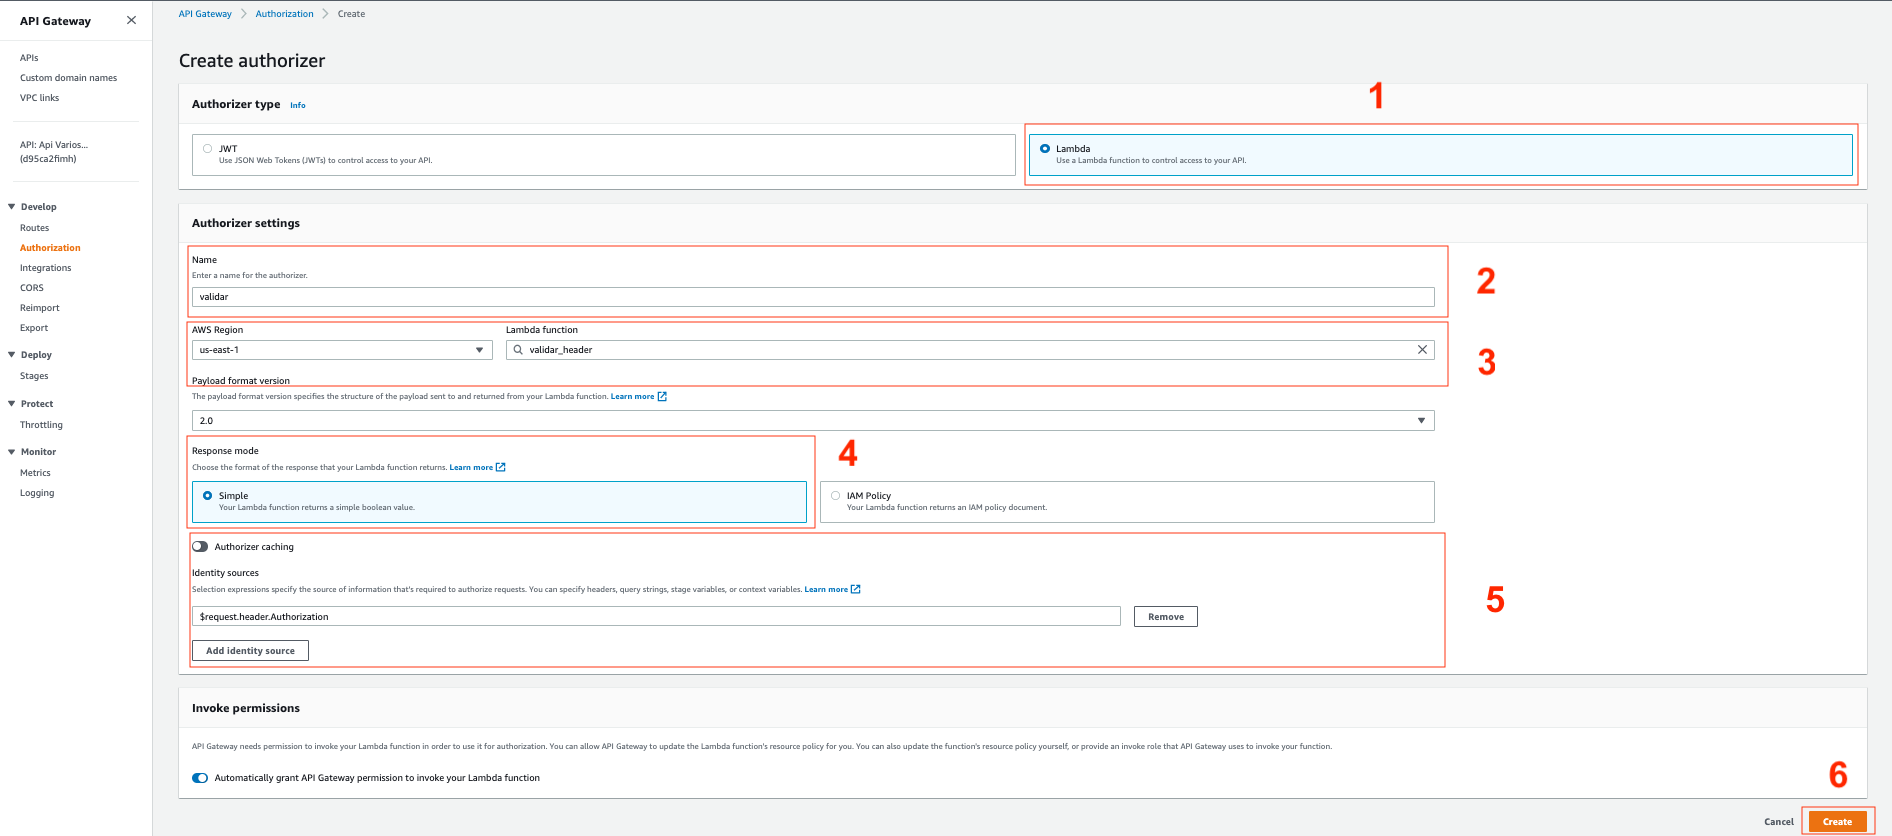 API Gateway
APIs
Custom domain names
VPC links
API: Api Varios...
(d95ca2fimh)
Develop
Routes
Authorization
Integrations
CORS
Reimport
Export
Deploy
Stages
Protect
Throttling
Monitor
Metrics
Logging
API Gateway > Authorization > Create
Create authorizer
Authorizer type Info
1
JWT
Use JSON Web Tokens (JWTs) to control access to your API.
Lambda
Use a Lambda function to control access to your API.
Authorizer settings
Name
Enter a name for the authorizer.
validar
2
AWS Region
us-east-1
Lambda function
validar_header
3
Payload format version
The payload format version specifies the structure of the payload sent to and returned from your Lambda function. Learn more
2.0
Response mode
Choose the format of the response that your Lambda function returns. Learn more
4
Simple
Your Lambda function returns a simple boolean value.
IAM Policy
Your Lambda function returns an IAM policy document.
Authorizer caching
Identity sources
Selection expressions specify the source of information that's required to authorize requests. You can specify headers, query strings, stage variables, or context variables. Learn more
$request.header.Authorization
Remove
5
Add identity source
Invoke permissions
API Gateway needs permission to invoke your Lambda function in order to use it for authorization. You can allow API Gateway to update the Lambda function's resource policy for you. You can also update the function's resource policy yourself, or provide an invoke role that API Gateway uses to invoke your function.
Automatically grant API Gateway permission to invoke your Lambda function
6
Cancel
Create